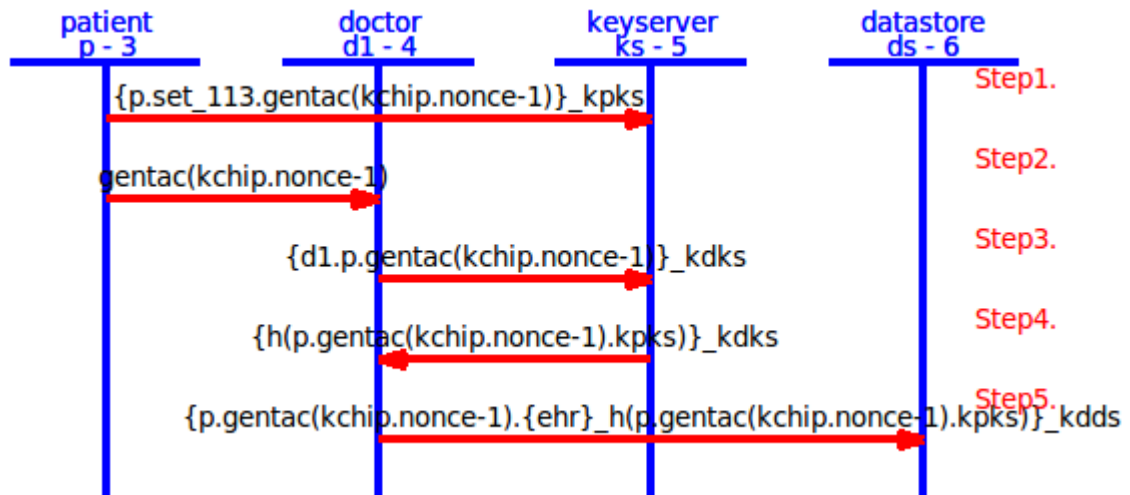 patient doctor keyserver datastore
p - 3 d1 - 4 ks - 5 ds - 6
Step1.
{p.set_113.gentac(kchip.nonce-1)}_kpks
Step2.
gentac(kchip.nonce-1)
Step3.
{d1.p.gentac(kchip.nonce-1)}_kdks
Step4.
{h(p.gentac(kchip.nonce-1).kpks)}_kdks
Step5.
{p.gentac(kchip.nonce-1).{ehr}_h(p.gentac(kchip.nonce-1).kpks)}_kdds